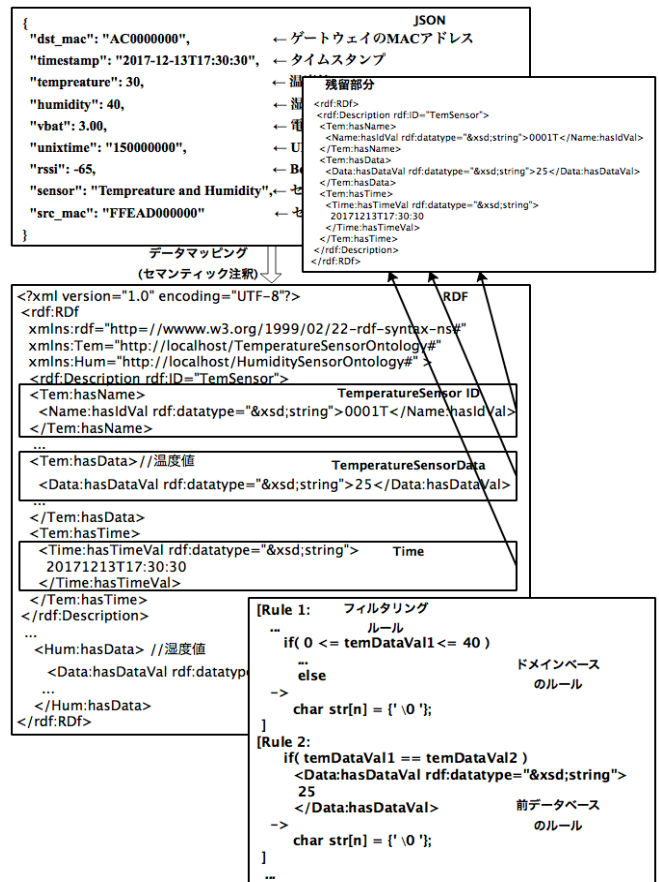 JSON
{
"dst_mac": "AC0000000", ← ゲートウェイのMACアドレス
"timestamp": "2017-12-13T17:30:30", ← タイムスタンプ
"tempreature": 30, ← 温
"humidity": 40, ←
"vbat": 3.00, ← 電
"unixtime": "150000000", ← U
"rssi": -65, ← Be
"sensor": "Tempreature and Humidity", ← セ
"src_mac": "FFEAD000000" ← セ
}
残留部分
<rdf:RDf>
<rdf:Description rdf:ID="TemSensor">
<Tem:hasName>
<Name:hasIdVal rdf:datatype="&xsd;string">0001T</Name:hasIdVal>
</Tem:hasName>
<Tem:hasData>
<Data:hasDataVal rdf:datatype="&xsd;string">25</Data:hasDataVal>
</Tem:hasData>
<Tem:hasTime>
<Time:hasTimeVal rdf:datatype="&xsd;string">
20171213T17:30:30
</Time:hasTimeVal>
</Tem:hasTime>
</rdf:Description>
</rdf:RDf>
データマッピング
(セマンティック注釈)
RDF
<?xml version="1.0" encoding="UTF-8"?>
<rdf:RDf
xmlns:rdf="http=//wwww.w3.org/1999/02/22-rdf-syntax-ns#"
xmlns:Tem="http://localhost/TemperatureSensorOntology#"
xmlns:Hum="http://localhost/HumiditySensorOntology#" >
<rdf:Description rdf:ID="TemSensor">
<Tem:hasName> TemperatureSensor ID
<Name:hasIdVal rdf:datatype="&xsd;string">0001T</Name:hasIdVal>
</Tem:hasName>
...
<Tem:hasData>//温度値 TemperatureSensorData
<Data:hasDataVal rdf:datatype="&xsd;string">25</Data:hasDataVal>
...
</Tem:hasData>
<Tem:hasTime>
<Time:hasTimeVal rdf:datatype="&xsd;string"> Time
20171213T17:30:30
</Time:hasTimeVal>
</Tem:hasTime>
</rdf:Description>
...
<Hum:hasData> //湿度値
<Data:hasDataVal rdf:datatyp
...
</Hum:hasData>
</rdf:RDf>
[Rule 1: フィルタリング
... ルール
if( 0 <= temDataVal1<= 40 )
... ドメインベース
else のルール
->
char str[n] = {' \0 '};
]
[Rule 2:
if( temDataVal1 == temDataVal2 )
<Data:hasDataVal rdf:datatype="&xsd;string">
25
</Data:hasDataVal> 前データベース
-> のルール
char str[n] = {' \0 '};
]
...